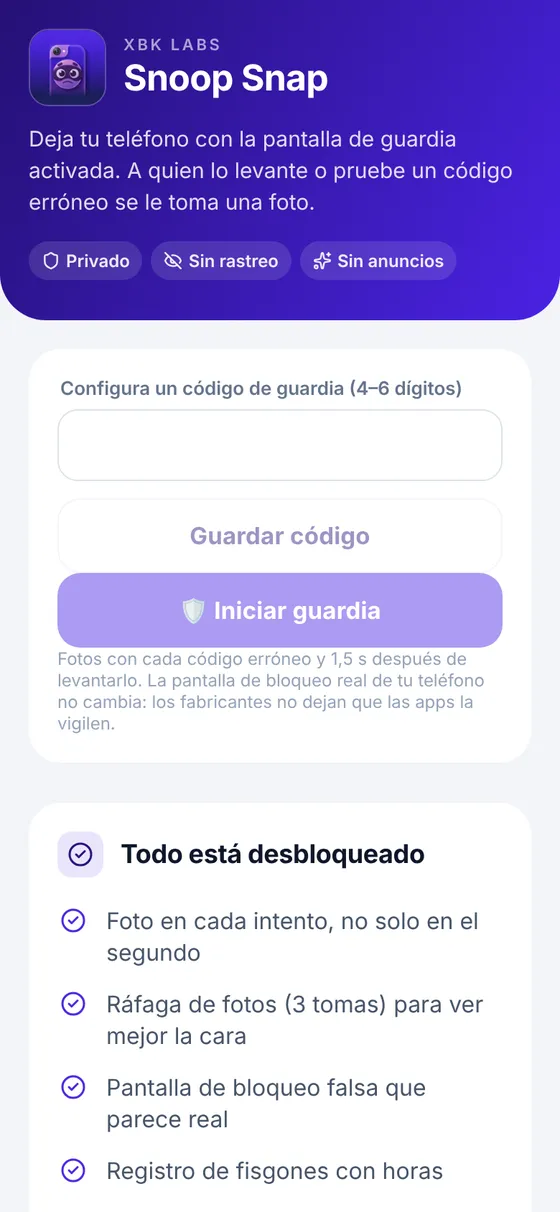 XBK LABS
Snoop Snap
Deja tu teléfono con la pantalla de guardia
activada. A quien lo levante o pruebe un código
erróneo se le toma una foto.
Privado
Sin rastreo
Sin anuncios
Configura un código de guardia (4–6 dígitos)
Guardar código
Iniciar guardia
Fotos con cada código erróneo y 1,5 s después de
levantarlo. La pantalla de bloqueo real de tu teléfono
no cambia: los fabricantes no dejan que las apps la
vigilen.
Todo está desbloqueado
Foto en cada intento, no solo en el
segundo
Ráfaga de fotos (3 tomas) para ver
mejor la cara
Pantalla de bloqueo falsa que
parece real
Registro de fisgones con horas